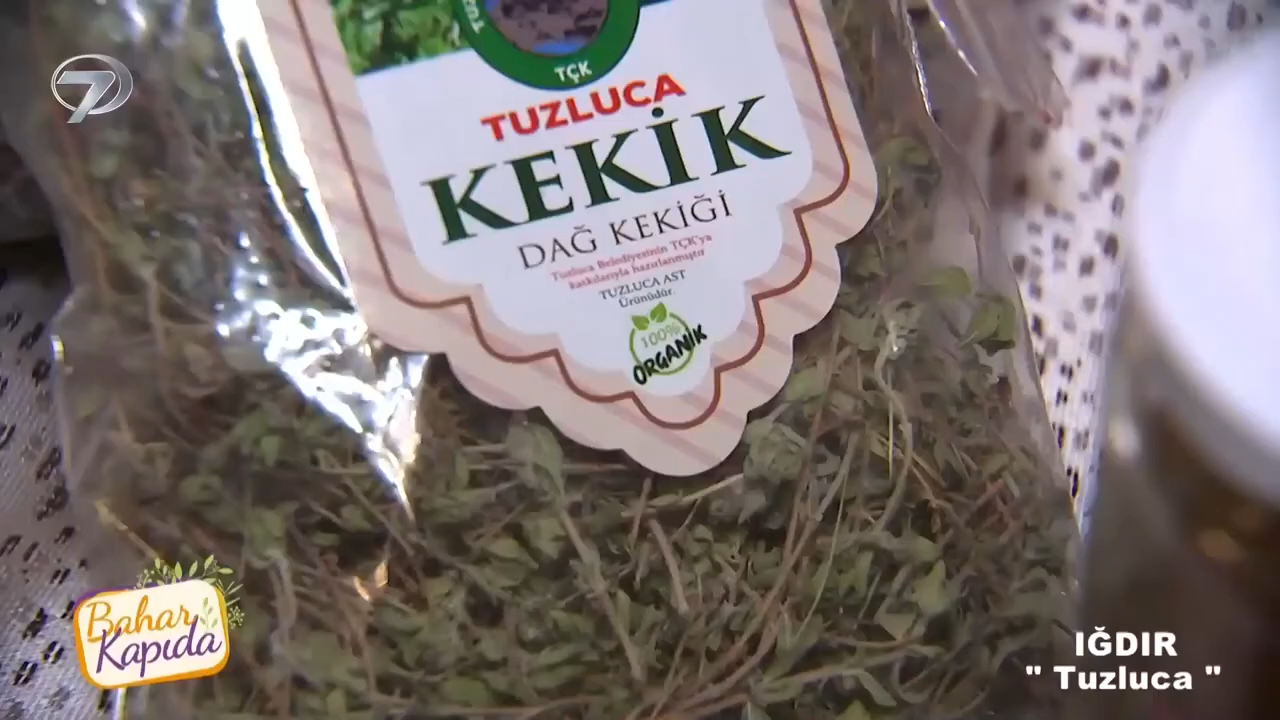 7
TÇK
TUZLUCA
KEKİK
DAĞ KEKİĞİ
Tuzluca Belediyesinin TÇK'ya
katkılarıyla hazırlanmıştır
TUZLUCA AST
Ürünüdür.
100%
ORGANİK
Bahar
Kapıda
IĞDIR
" Tuzluca "